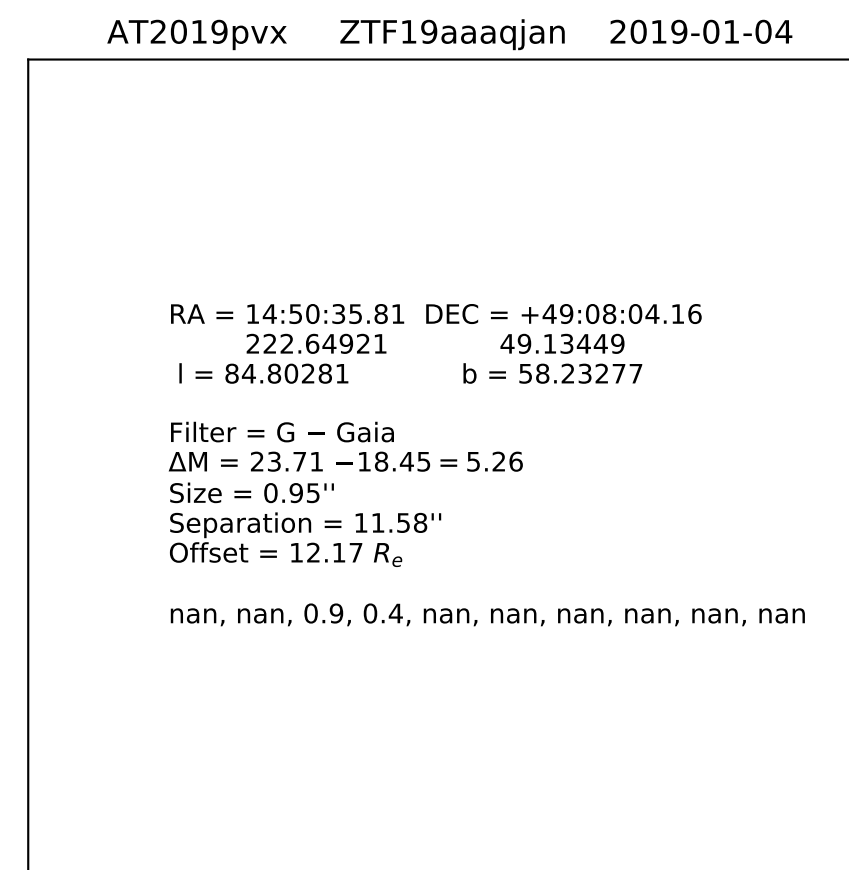 AT2019pvx ZTF19aaaqjan 2019-01-04
RA = 14:50:35.81 DEC = +49:08:04.16
222.64921 49.13449
l = 84.80281 b = 58.23277
Filter = G − Gaia
ΔM = 23.71 −18.45 = 5.26
Size = 0.95''
Separation = 11.58''
Offset = 12.17 Rₑ
nan, nan, 0.9, 0.4, nan, nan, nan, nan, nan, nan